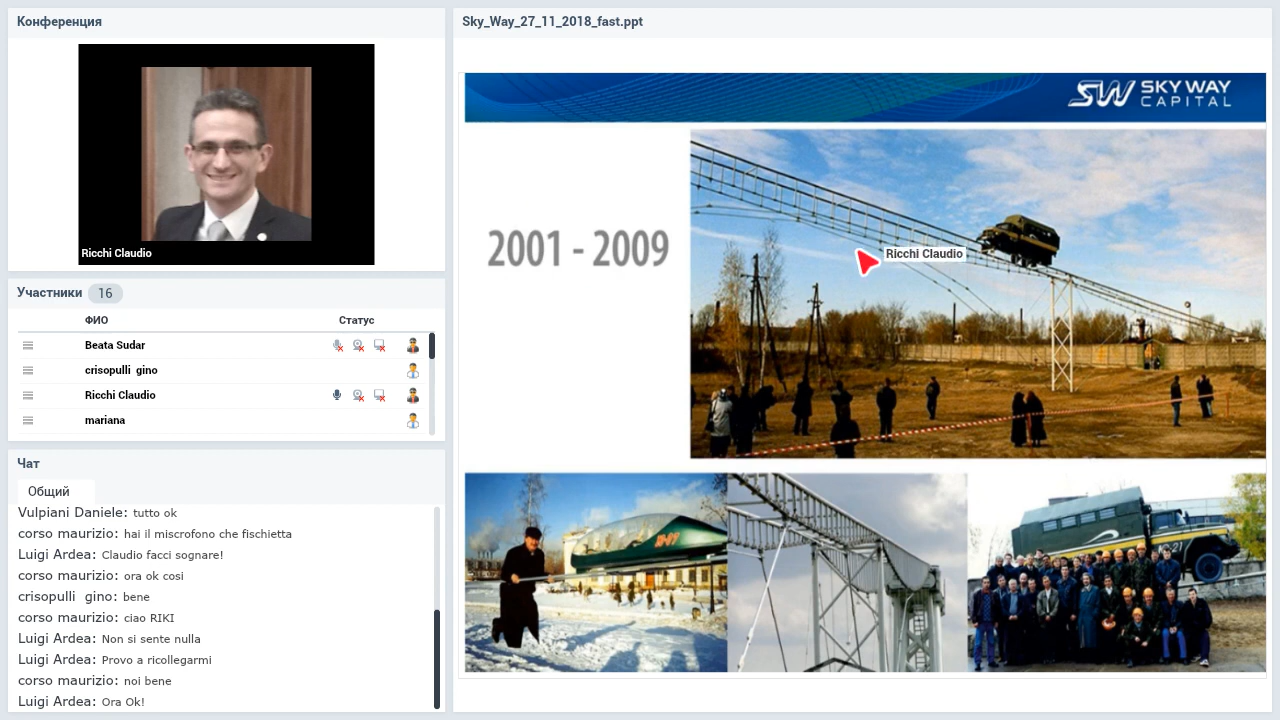 Конференция
Ricchi Claudio
Участники 16
ФИО Статус
Beata Sudar
crisopulli gino
Ricchi Claudio
mariana
Чат
Общий
Vulpiani Daniele: tutto ok
corso maurizio: hai il miscrofono che fischietta
Luigi Ardea: Claudio facci sognare!
corso maurizio: ora ok cosi
crisopulli gino: bene
corso maurizio: ciao RIKI
Luigi Ardea: Non si sente nulla
Luigi Ardea: Provo a ricollegarmi
corso maurizio: noi bene
Luigi Ardea: Ora Ok!
Sky_Way_27_11_2018_fast.ppt
SW SKY WAY
CAPITAL
2001 - 2009
Ricchi Claudio